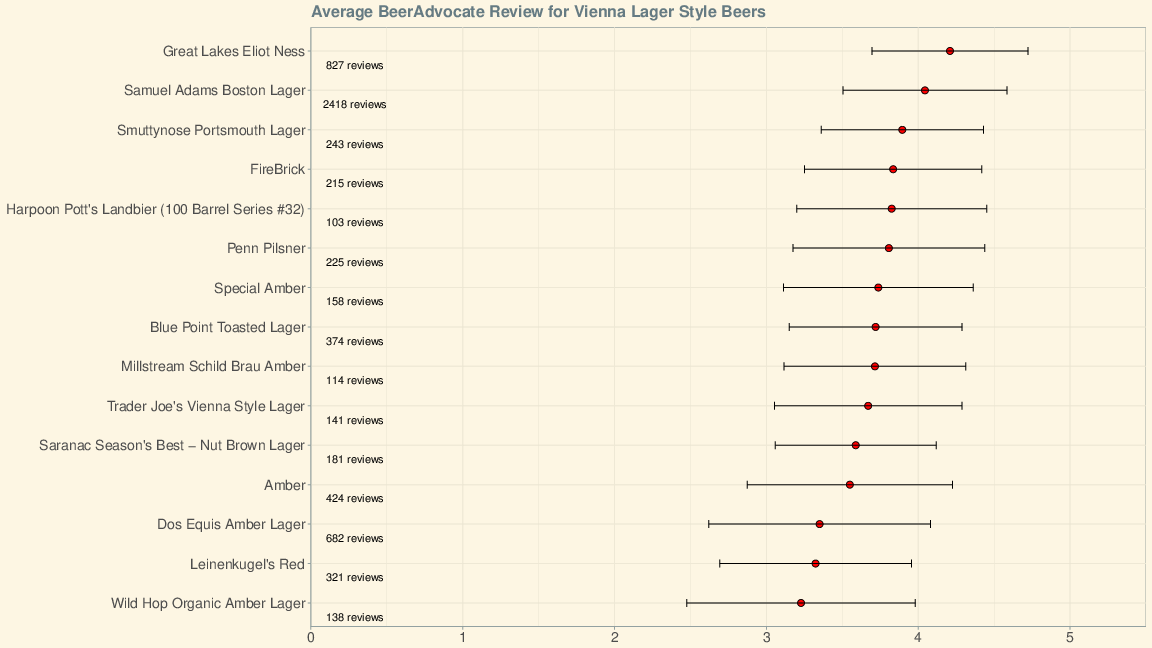 Average BeerAdvocate Review for Vienna Lager Style Beers
Great Lakes Eliot Ness
827 reviews
Samuel Adams Boston Lager
2418 reviews
Smuttynose Portsmouth Lager
243 reviews
FireBrick
215 reviews
Harpoon Pott's Landbier (100 Barrel Series #32)
103 reviews
Penn Pilsner
225 reviews
Special Amber
158 reviews
Blue Point Toasted Lager
374 reviews
Millstream Schild Brau Amber
114 reviews
Trader Joe's Vienna Style Lager
141 reviews
Saranac Season's Best – Nut Brown Lager
181 reviews
Amber
424 reviews
Dos Equis Amber Lager
682 reviews
Leinenkugel's Red
321 reviews
Wild Hop Organic Amber Lager
138 reviews
0 1 2 3 4 5